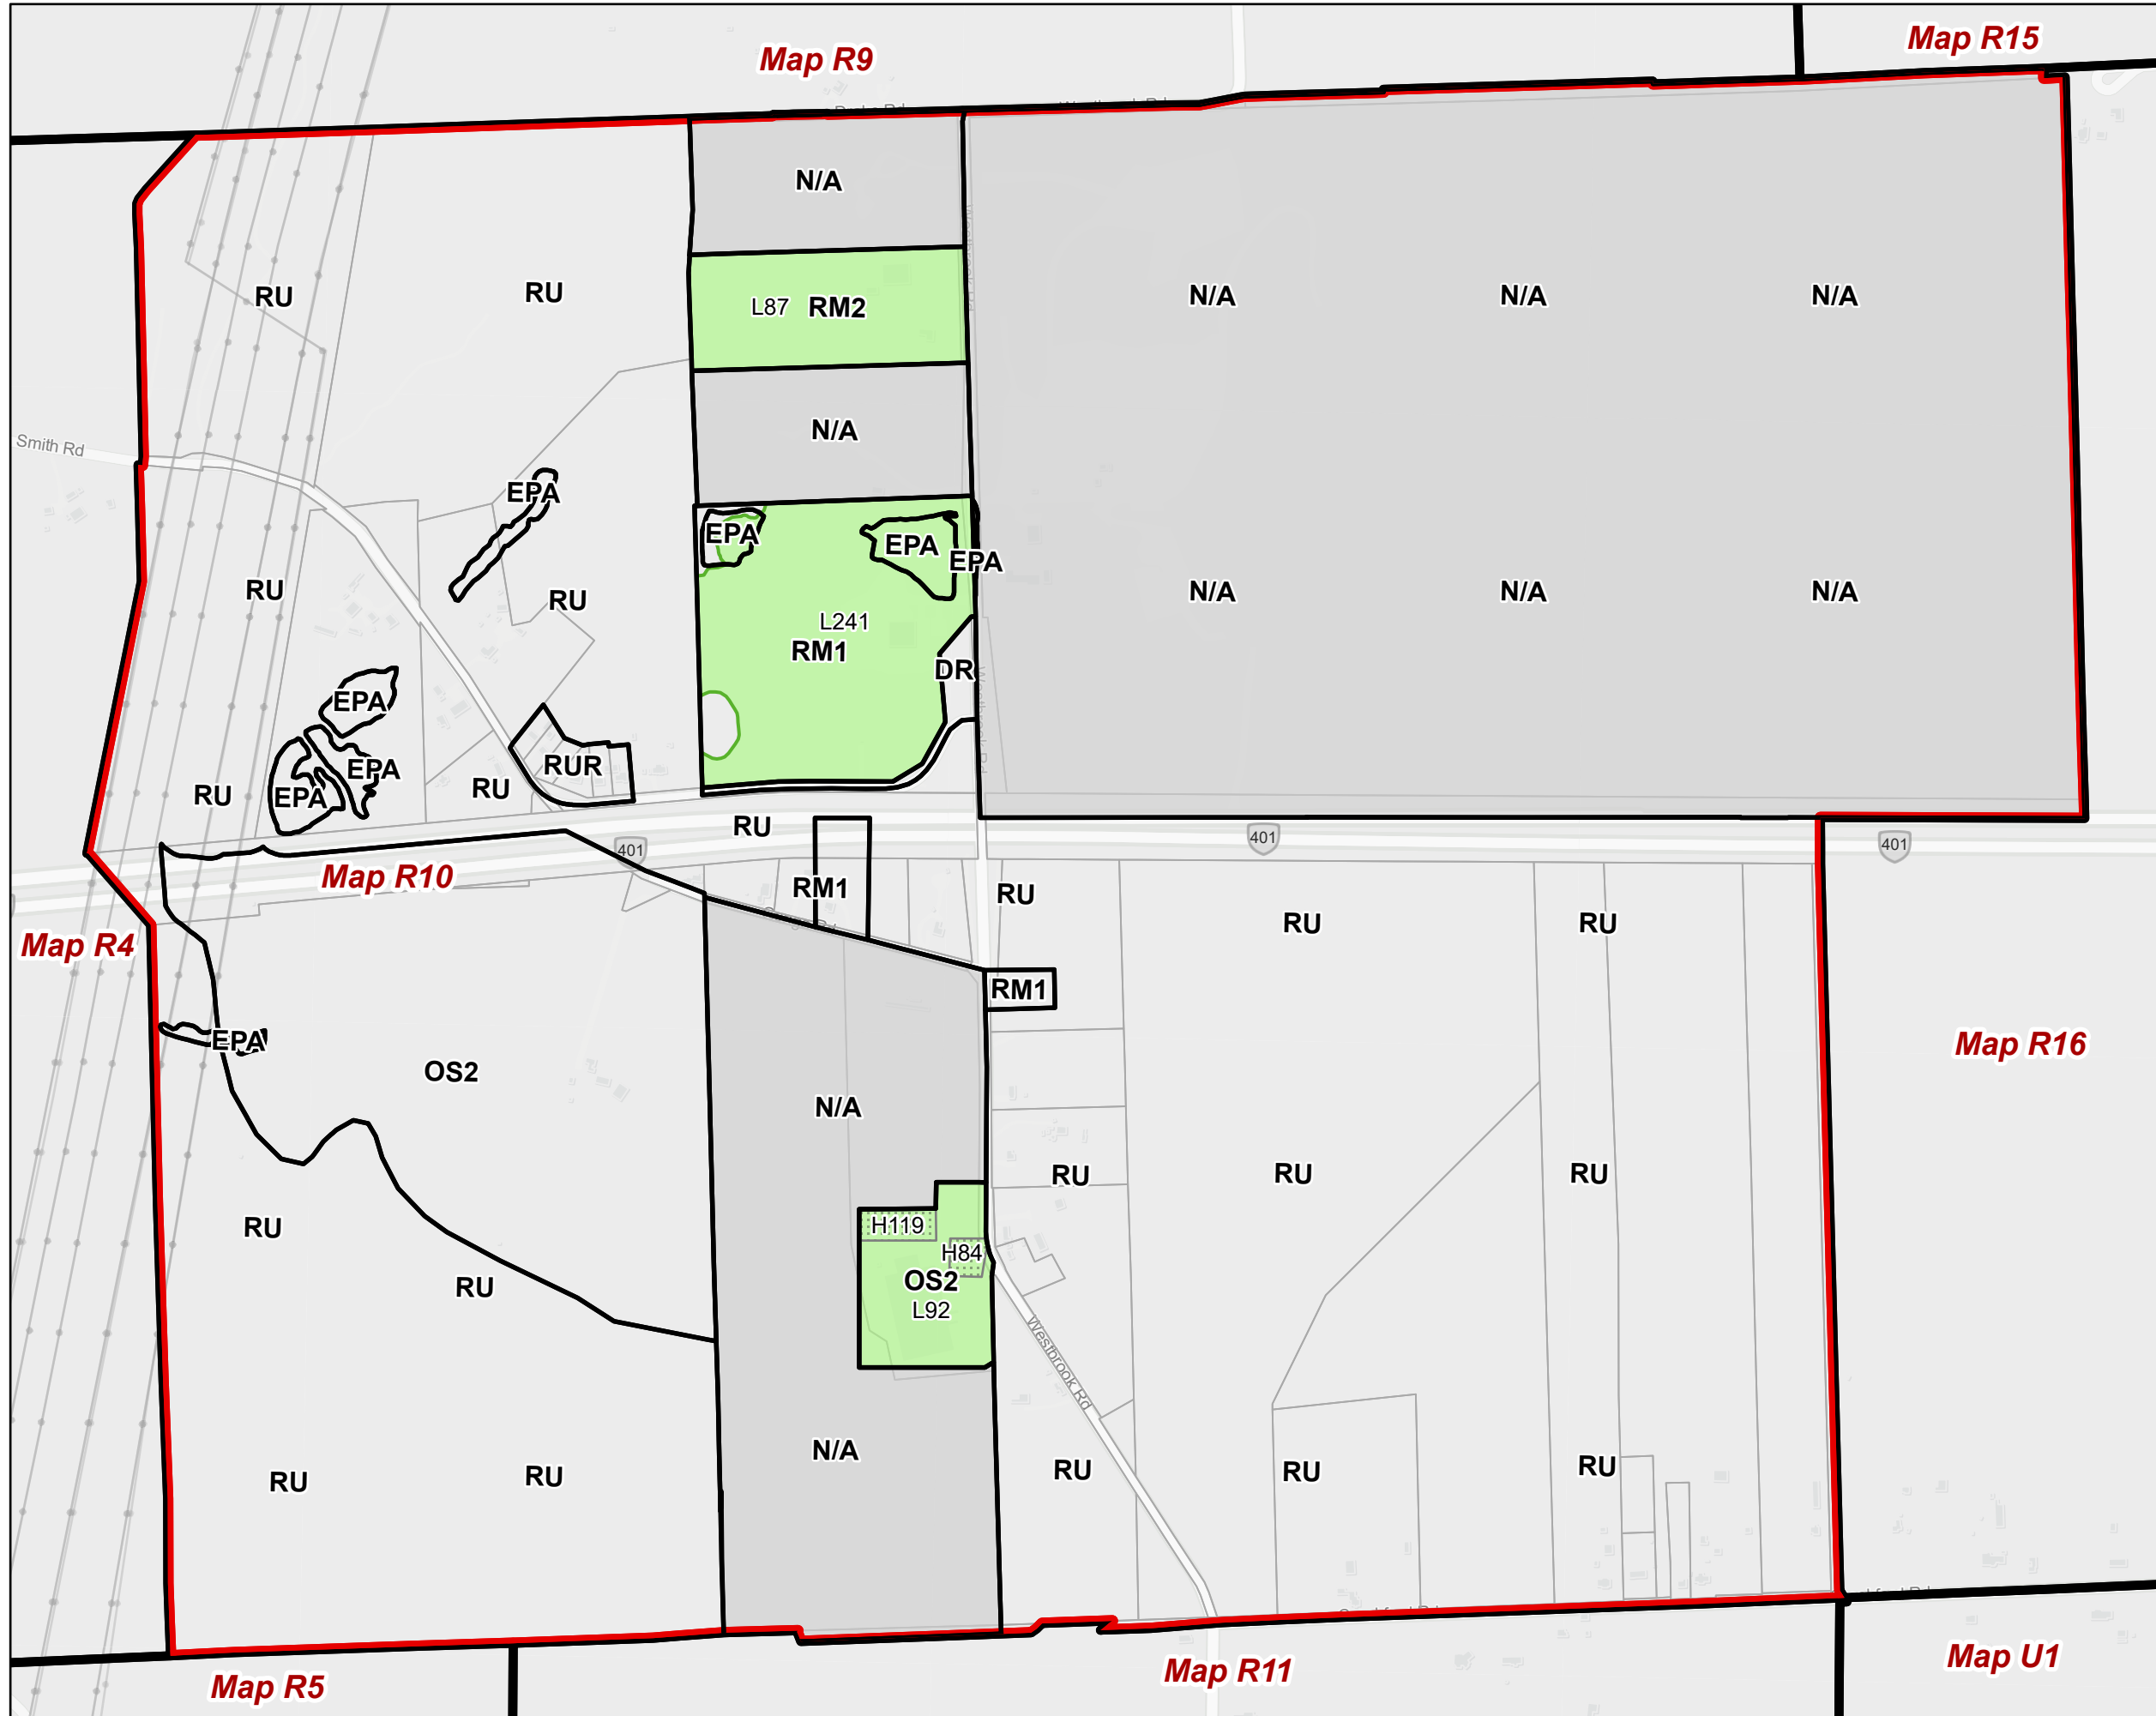 Map R9
Map R15
N/A
RU
RU
L87 RM2
N/A
N/A
N/A
N/A
Smith Rd
EPA
EPA
EPA
EPA
RU
RU
L241
RM1
N/A
N/A
N/A
DR
EPA
EPA
EPA
RU
RU
RUR
Westbrook Rd
RU
401
401
401
Map R10
RM1
RU
RU
RU
Map R4
RM1
EPA
OS2
Map R16
N/A
RU
RU
RU
RU
H119
H84
OS2
L92
RU
Westbrook Rd
N/A
RU
RU
RU
RU
RU
Map R5
Map R11
Map U1